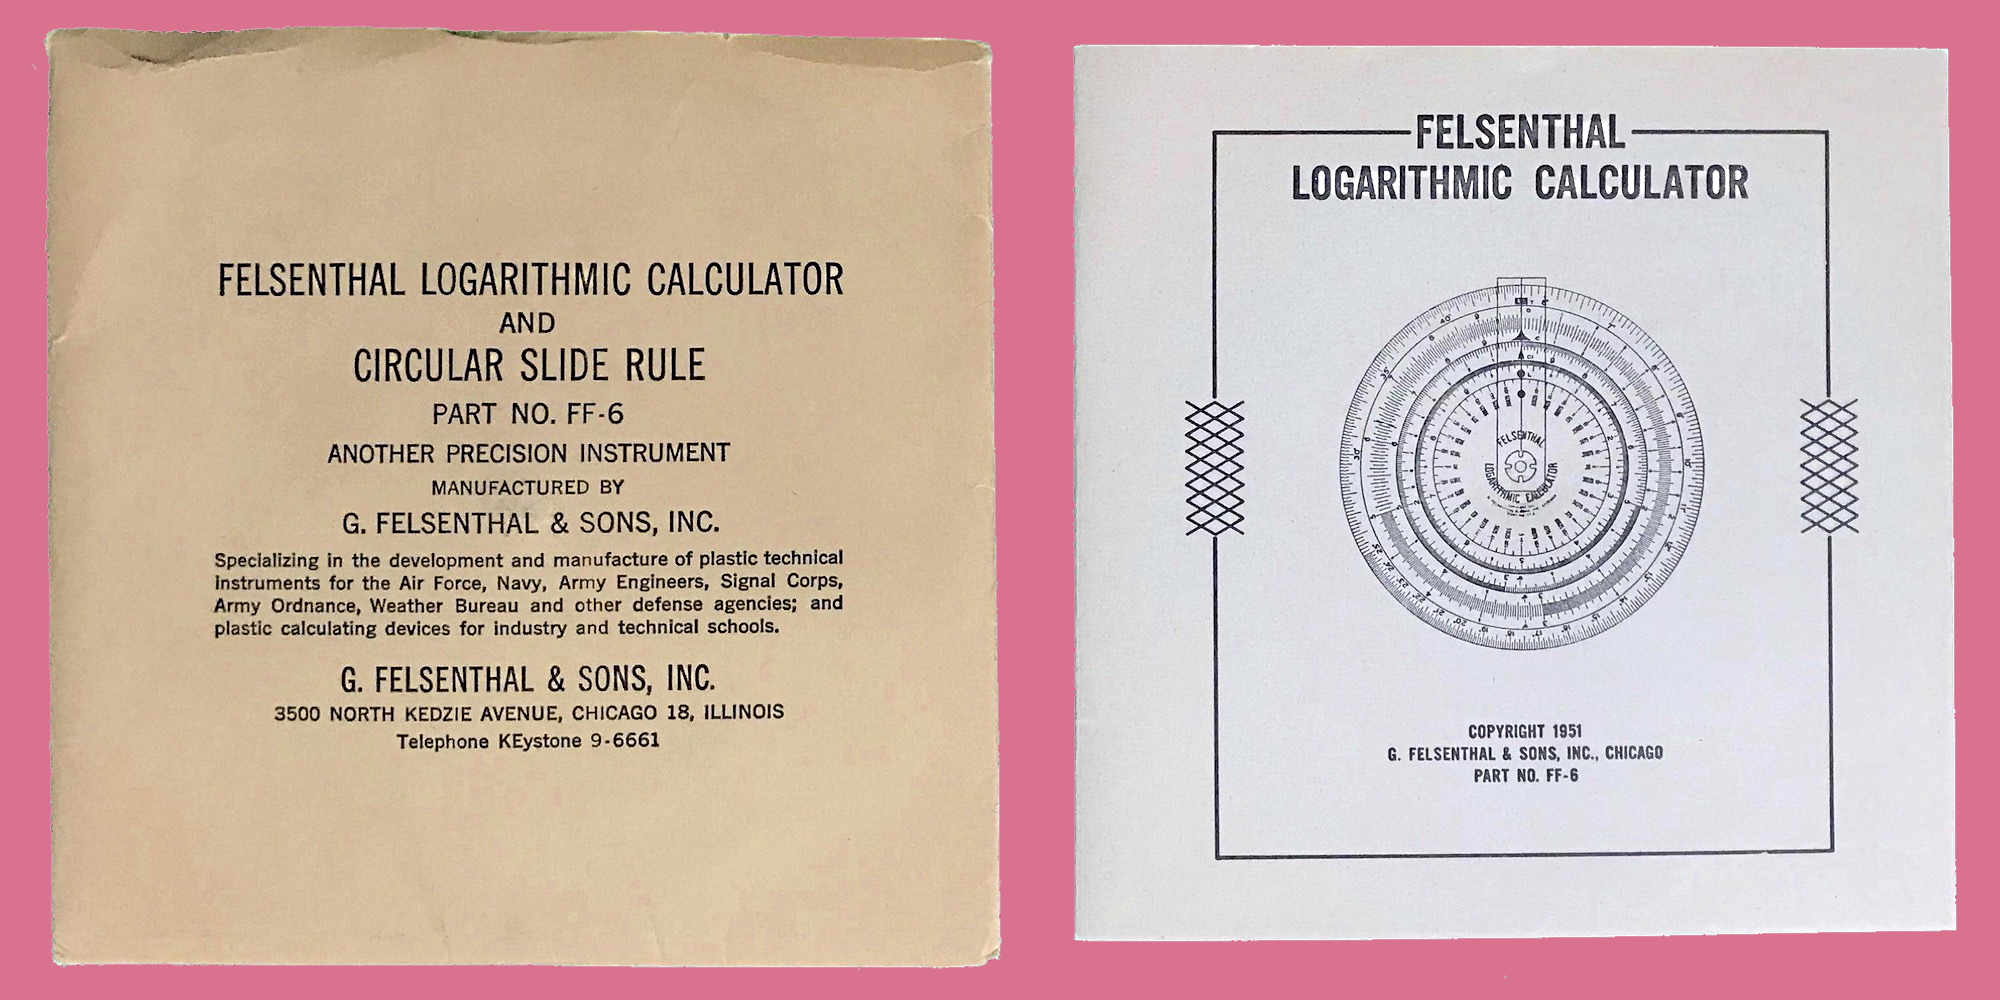 FELSENTHAL LOGARITHMIC CALCULATOR
AND
CIRCULAR SLIDE RULE
PART NO. FF-6
ANOTHER PRECISION INSTRUMENT
MANUFACTURED BY
G. FELSENTHAL & SONS, INC.
Specializing in the development and manufacture of plastic technical
instruments for the Air Force, Navy, Army Engineers, Signal Corps,
Army Ordnance, Weather Bureau and other defense agencies; and
plastic calculating devices for industry and technical schools.
G. FELSENTHAL & SONS, INC.
3500 NORTH KEDZIE AVENUE, CHICAGO 18, ILLINOIS
Telephone KEystone 9-6661
FELSENTHAL
LOGARITHMIC CALCULATOR
FELSENTHAL
LOGARITHMIC CALCULATOR
COPYRIGHT 1951
G. FELSENTHAL & SONS, INC., CHICAGO
PART NO. FF-6